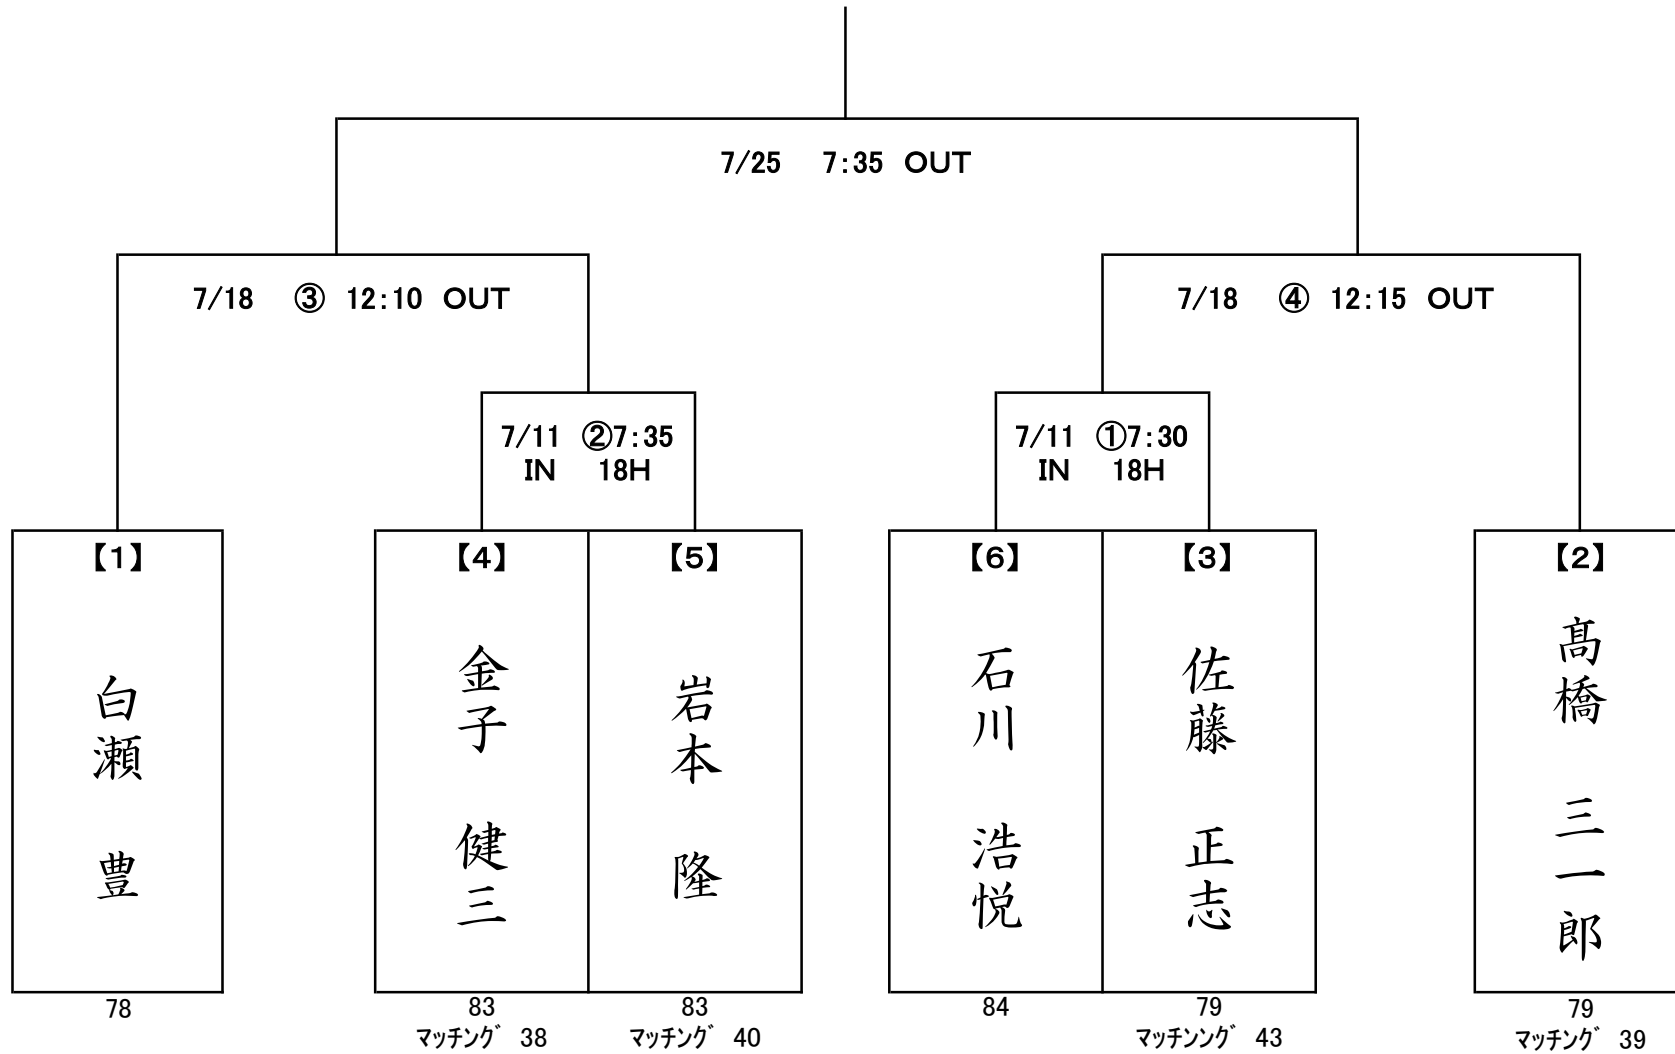 7/25 7:35 OUT
7/18 ③ 12:10 OUT
7/18 ④ 12:15 OUT
7/11 ②7:35
IN 18H
7/11 ①7:30
IN 18H
【1】
白瀬 豊
78
【4】
金子 健三
83
ﾏｯﾁﾝｸﾞ 38
【5】
岩本 隆
83
ﾏｯﾁﾝｸﾞ 40
【6】
石川 浩悦
84
【3】
佐藤 正志
79
ﾏｯﾁﾝﾝｸﾞ 43
【2】
髙橋 三一郎
79
ﾏｯﾁﾝｸﾞ 39